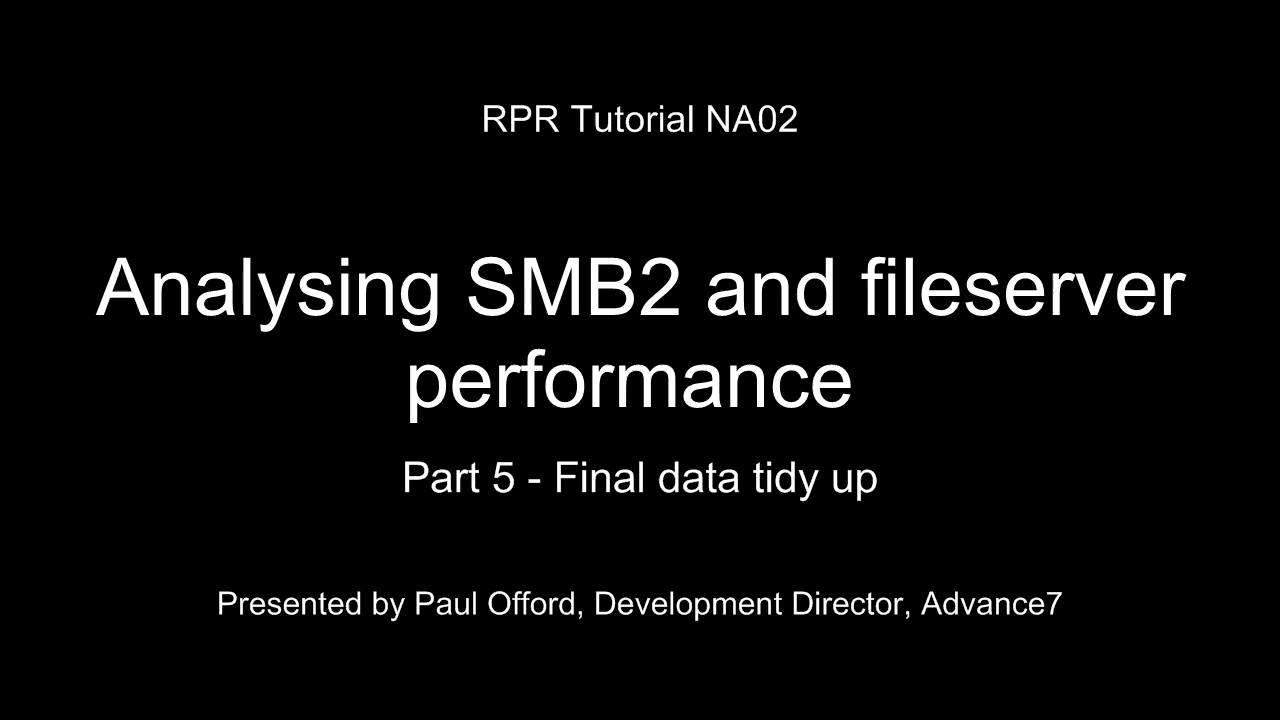 RPR Tutorial NA02
Analysing SMB2 and fileserver
performance
Part 5 - Final data tidy up
Presented by Paul Offord, Development Director, Advance7